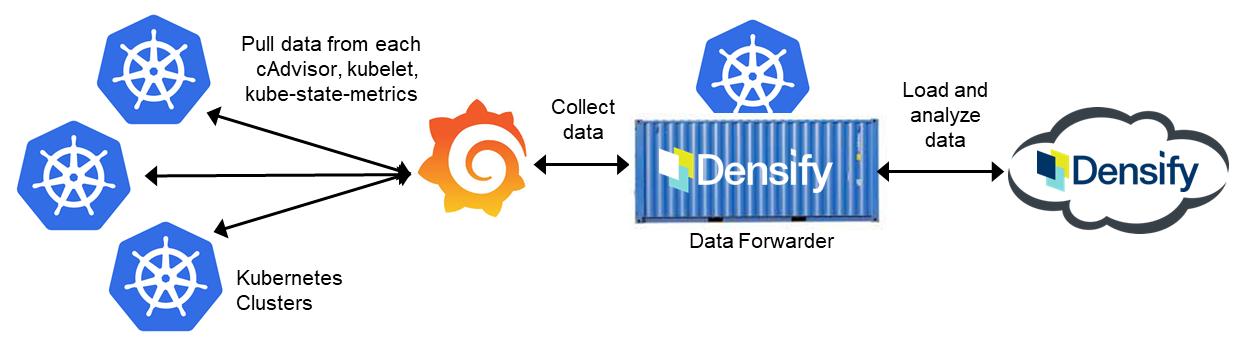 Pull data from each
cAdvisor, kubelet,
kube-state-metrics
Kubernetes
Clusters
Collect
data
Densify
Data Forwarder
Load and
analyze
data
Densify